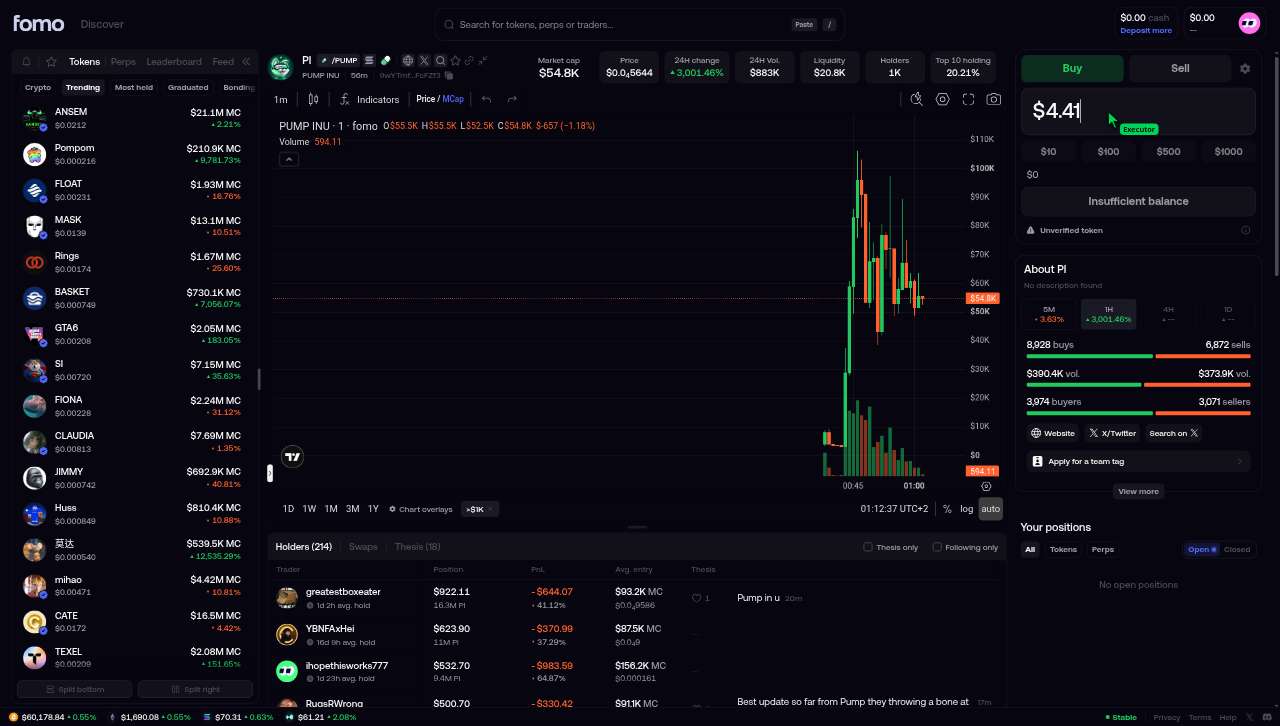 fomo Discover
Search for tokens, perps or traders... Paste /
$0.00 cash
Deposit more
$0.00
Tokens Perps Leaderboard Feed
Crypto Trending Most held Graduated Bonding
ANSEM $21.1M MC
$0.0212 2.21%
Pompom $210.9K MC
$0.000216 9,781.73%
FLOAT $1.93M MC
$0.00231 16.76%
MASK $13.1M MC
$0.0139 10.51%
Rings $1.67M MC
$0.00174 25.60%
BASKET $730.1K MC
$0.000749 7,056.07%
GTA6 $2.05M MC
$0.00208 183.05%
SI $7.15M MC
$0.00720 35.63%
FIONA $2.24M MC
$0.00228 31.12%
CLAUDIA $7.69M MC
$0.00813 1.35%
JIMMY $692.9K MC
$0.000742 40.81%
Huss $810.4K MC
$0.000849 10.88%
莫达 $539.5K MC
$0.000540 12,535.29%
mihao $4.42M MC
$0.00471 10.81%
CATE $16.5M MC
$0.0172 4.42%
TEXEL $2.08M MC
$0.00209 151.65%
Split bottom Split right
PI /PUMP
PUMP INU 56m
Market cap
$54.8K
Price
$0.0₄5644
24H change
3,001.46%
24H Vol.
$883K
Liquidity
$20.8K
Holders
1K
Top 10 holding
20.21%
1m Indicators Price / MCap
PUMP INU · 1 · fomo O$55.5K H$55.5K L$52.5K C$54.8K $-657 (−1.18%)
Volume 594.11
$110K
$100K
$90K
$80K
$70K
$60K
$54.8K
$50K
$40K
$30K
$20K
$10K
$0
594.11
00:45 01:00
1D 1W 1M 3M 1Y Chart overlays >$1K
01:12:37 UTC+2 % log auto
Holders (214) Swaps Thesis (18) Thesis only Following only
Trader Position PnL Avg. entry Thesis
greatestboxeater $922.11 -$644.07 $93.2K MC 1 Pump in u 20m
1d 2h avg. hold 16.3M PI 41.12% $0.0₄9586
YBNFAxHei $623.90 -$370.99 $87.5K MC
16d 9h avg. hold 11M PI 37.29% $0.0₄9
ihopethisworks777 $532.70 -$983.59 $156.2K MC
1d 23h avg. hold 9.4M PI 64.87% $0.000161
RugsRWrong $500.70 -$330.42 $91.1K MC Best update so far from Pump they throwing a bone at 17m
Buy Sell
$4.41
Executor
$10 $100 $500 $1000
$0
Insufficient balance
Unverified token
About PI
No description found
5M 1H 4H 1D
3.63% 3,001.46% -- --
8,928 buys 6,872 sells
$390.4K vol. $373.9K vol.
3,974 buyers 3,071 sellers
Website X/Twitter Search on X
Apply for a team tag
View more
Your positions
All Tokens Perps Open Closed
No open positions
$60,178.84 0.55% $1,690.08 0.55% $70.31 0.63% $61.21 2.08%
Stable Privacy Terms Help